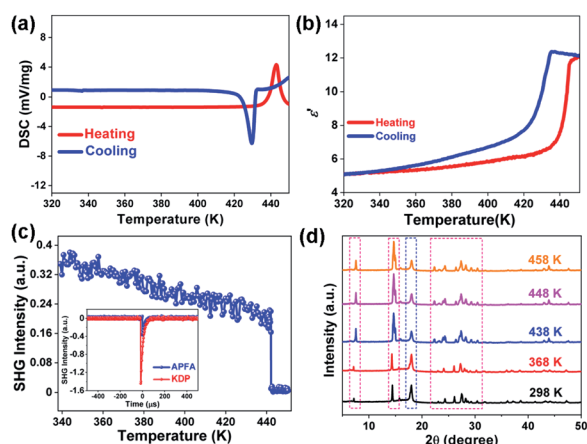 (a)
12
6
0
-6
-12
DSC (mv/mg)
Heating
Cooling
320 340 360 380 400 420 440
Temperature (K)
(b)
14
12
10
8
6
4
ε'
Heating
Cooling
320 340 360 380 400 420 440
Temperature(K)
(c)
0.4
0.32
0.24
0.16
0.08
0
SHG Intensity (a.u.)
0.0
-0.4
-0.8
-1.2
-1.6
SHG Intensity (a.u.)
APFA
KDP
-400 -200 0 200 400
Time (μs)
340 360 380 400 420 440
Temperature (K)
(d)
Intensity (a.u.)
458 K
448 K
438 K
368 K
298 K
10 20 30 40 50
2θ (degree)